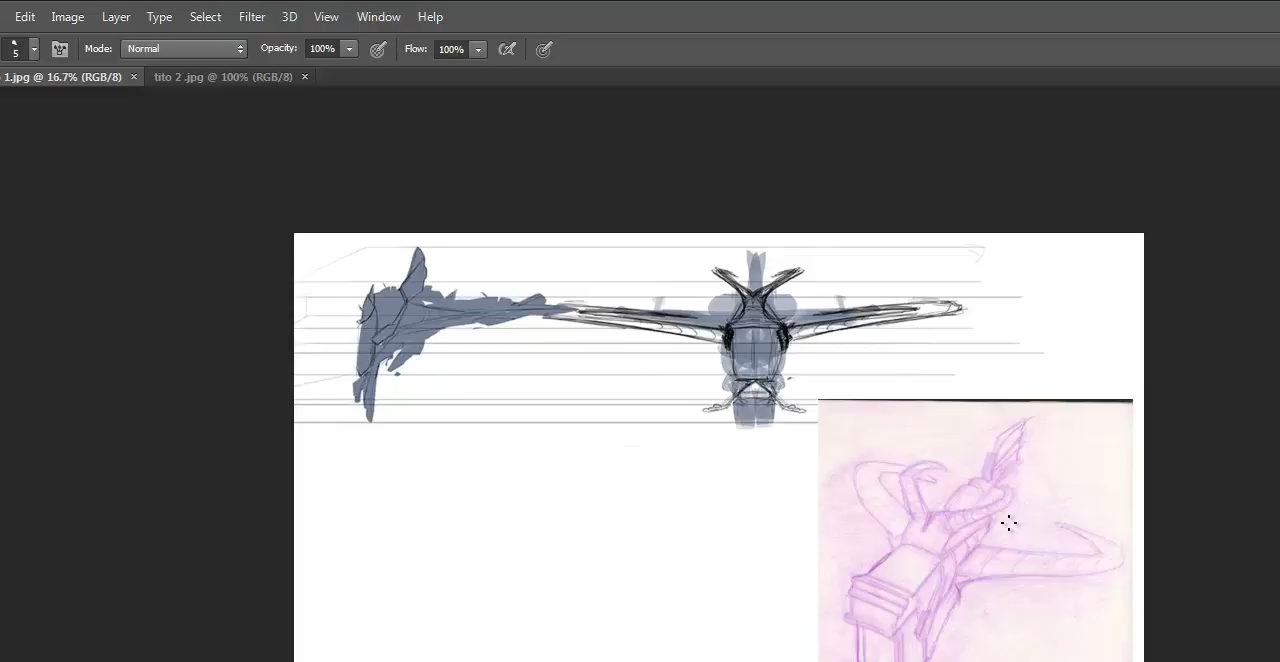 Edit Image Layer Type Select Filter 3D View Window Help
5 Mode: Normal Opacity: 100% Flow: 100%
1.jpg @ 16.7% (RGB/8) × tito 2 .jpg @ 100% (RGB/8) ×